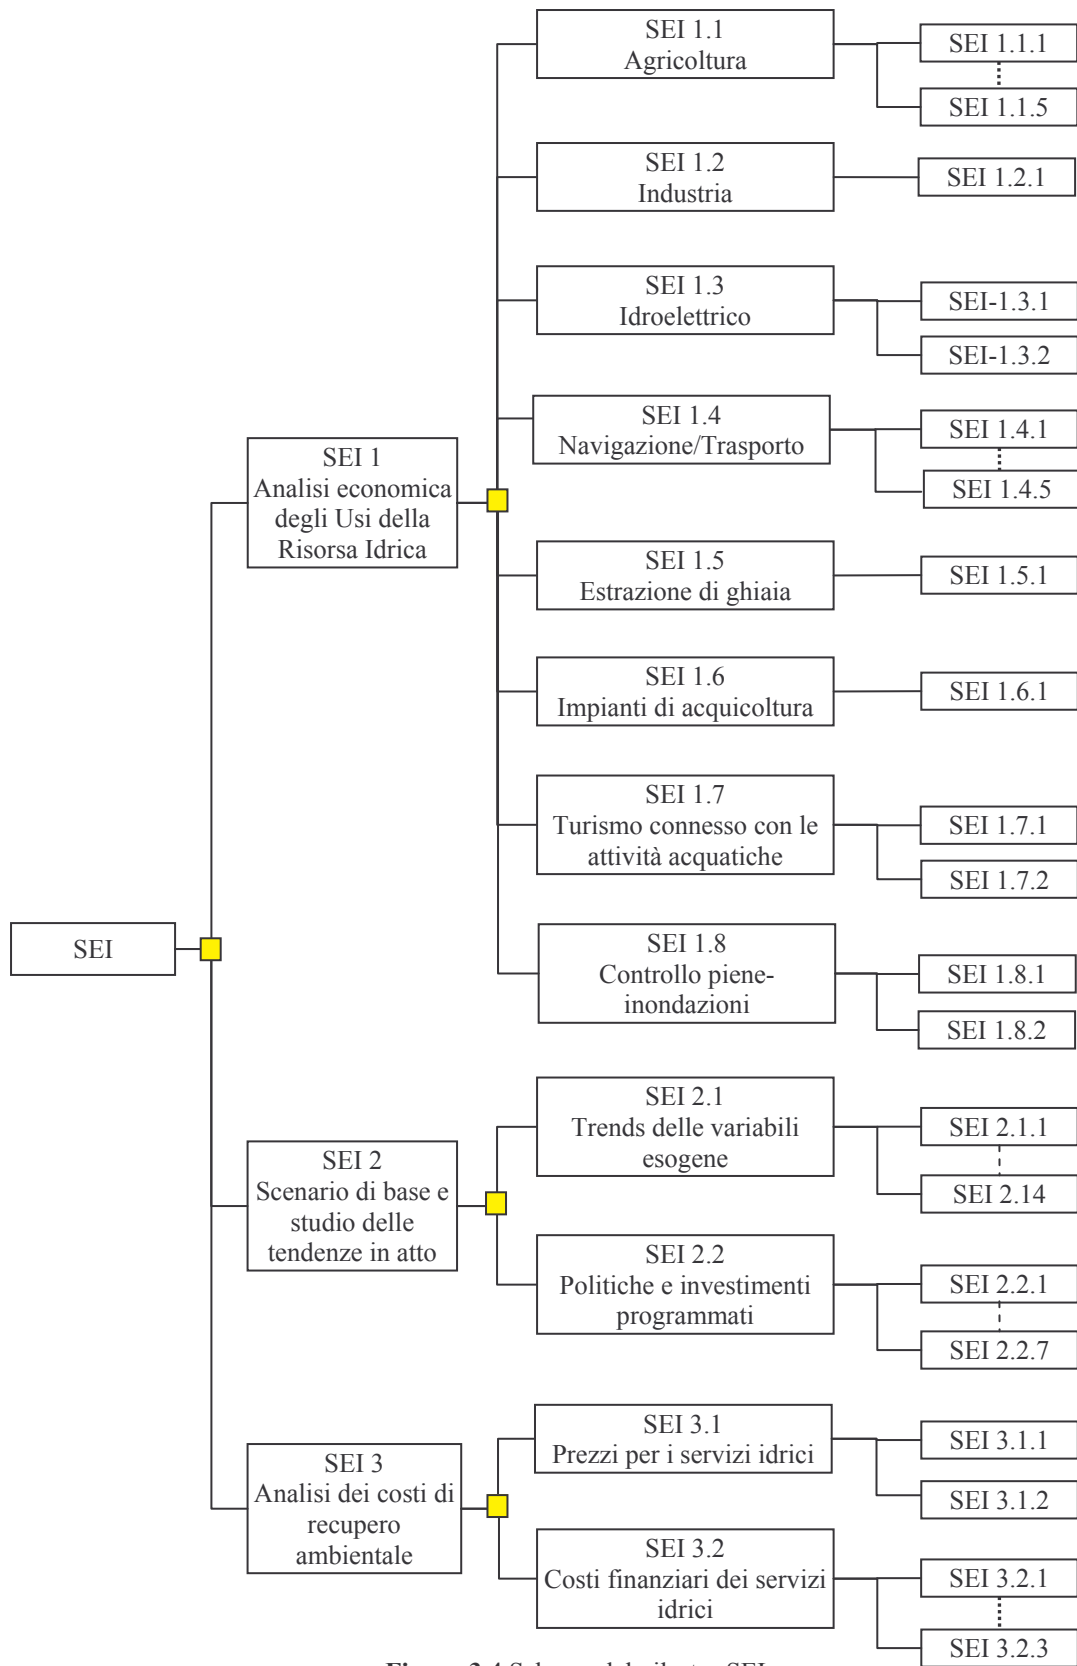 SEI
SEI 1
Analisi economica
degli Usi della
Risorsa Idrica
SEI 1.1
Agricoltura
SEI 1.1.1
SEI 1.1.5
SEI 1.2
Industria
SEI 1.2.1
SEI 1.3
Idroelettrico
SEI-1.3.1
SEI-1.3.2
SEI 1.4
Navigazione/Trasporto
SEI 1.4.1
SEI 1.4.5
SEI 1.5
Estrazione di ghiaia
SEI 1.5.1
SEI 1.6
Impianti di acquicoltura
SEI 1.6.1
SEI 1.7
Turismo connesso con le
attività acquatiche
SEI 1.7.1
SEI 1.7.2
SEI 1.8
Controllo piene-
inondazioni
SEI 1.8.1
SEI 1.8.2
SEI 2
Scenario di base e
studio delle
tendenze in atto
SEI 2.1
Trends delle variabili
esogene
SEI 2.1.1
SEI 2.14
SEI 2.2
Politiche e investimenti
programmati
SEI 2.2.1
SEI 2.2.7
SEI 3
Analisi dei costi di
recupero
ambientale
SEI 3.1
Prezzi per i servizi idrici
SEI 3.1.1
SEI 3.1.2
SEI 3.2
Costi finanziari dei servizi
idrici
SEI 3.2.1
SEI 3.2.3